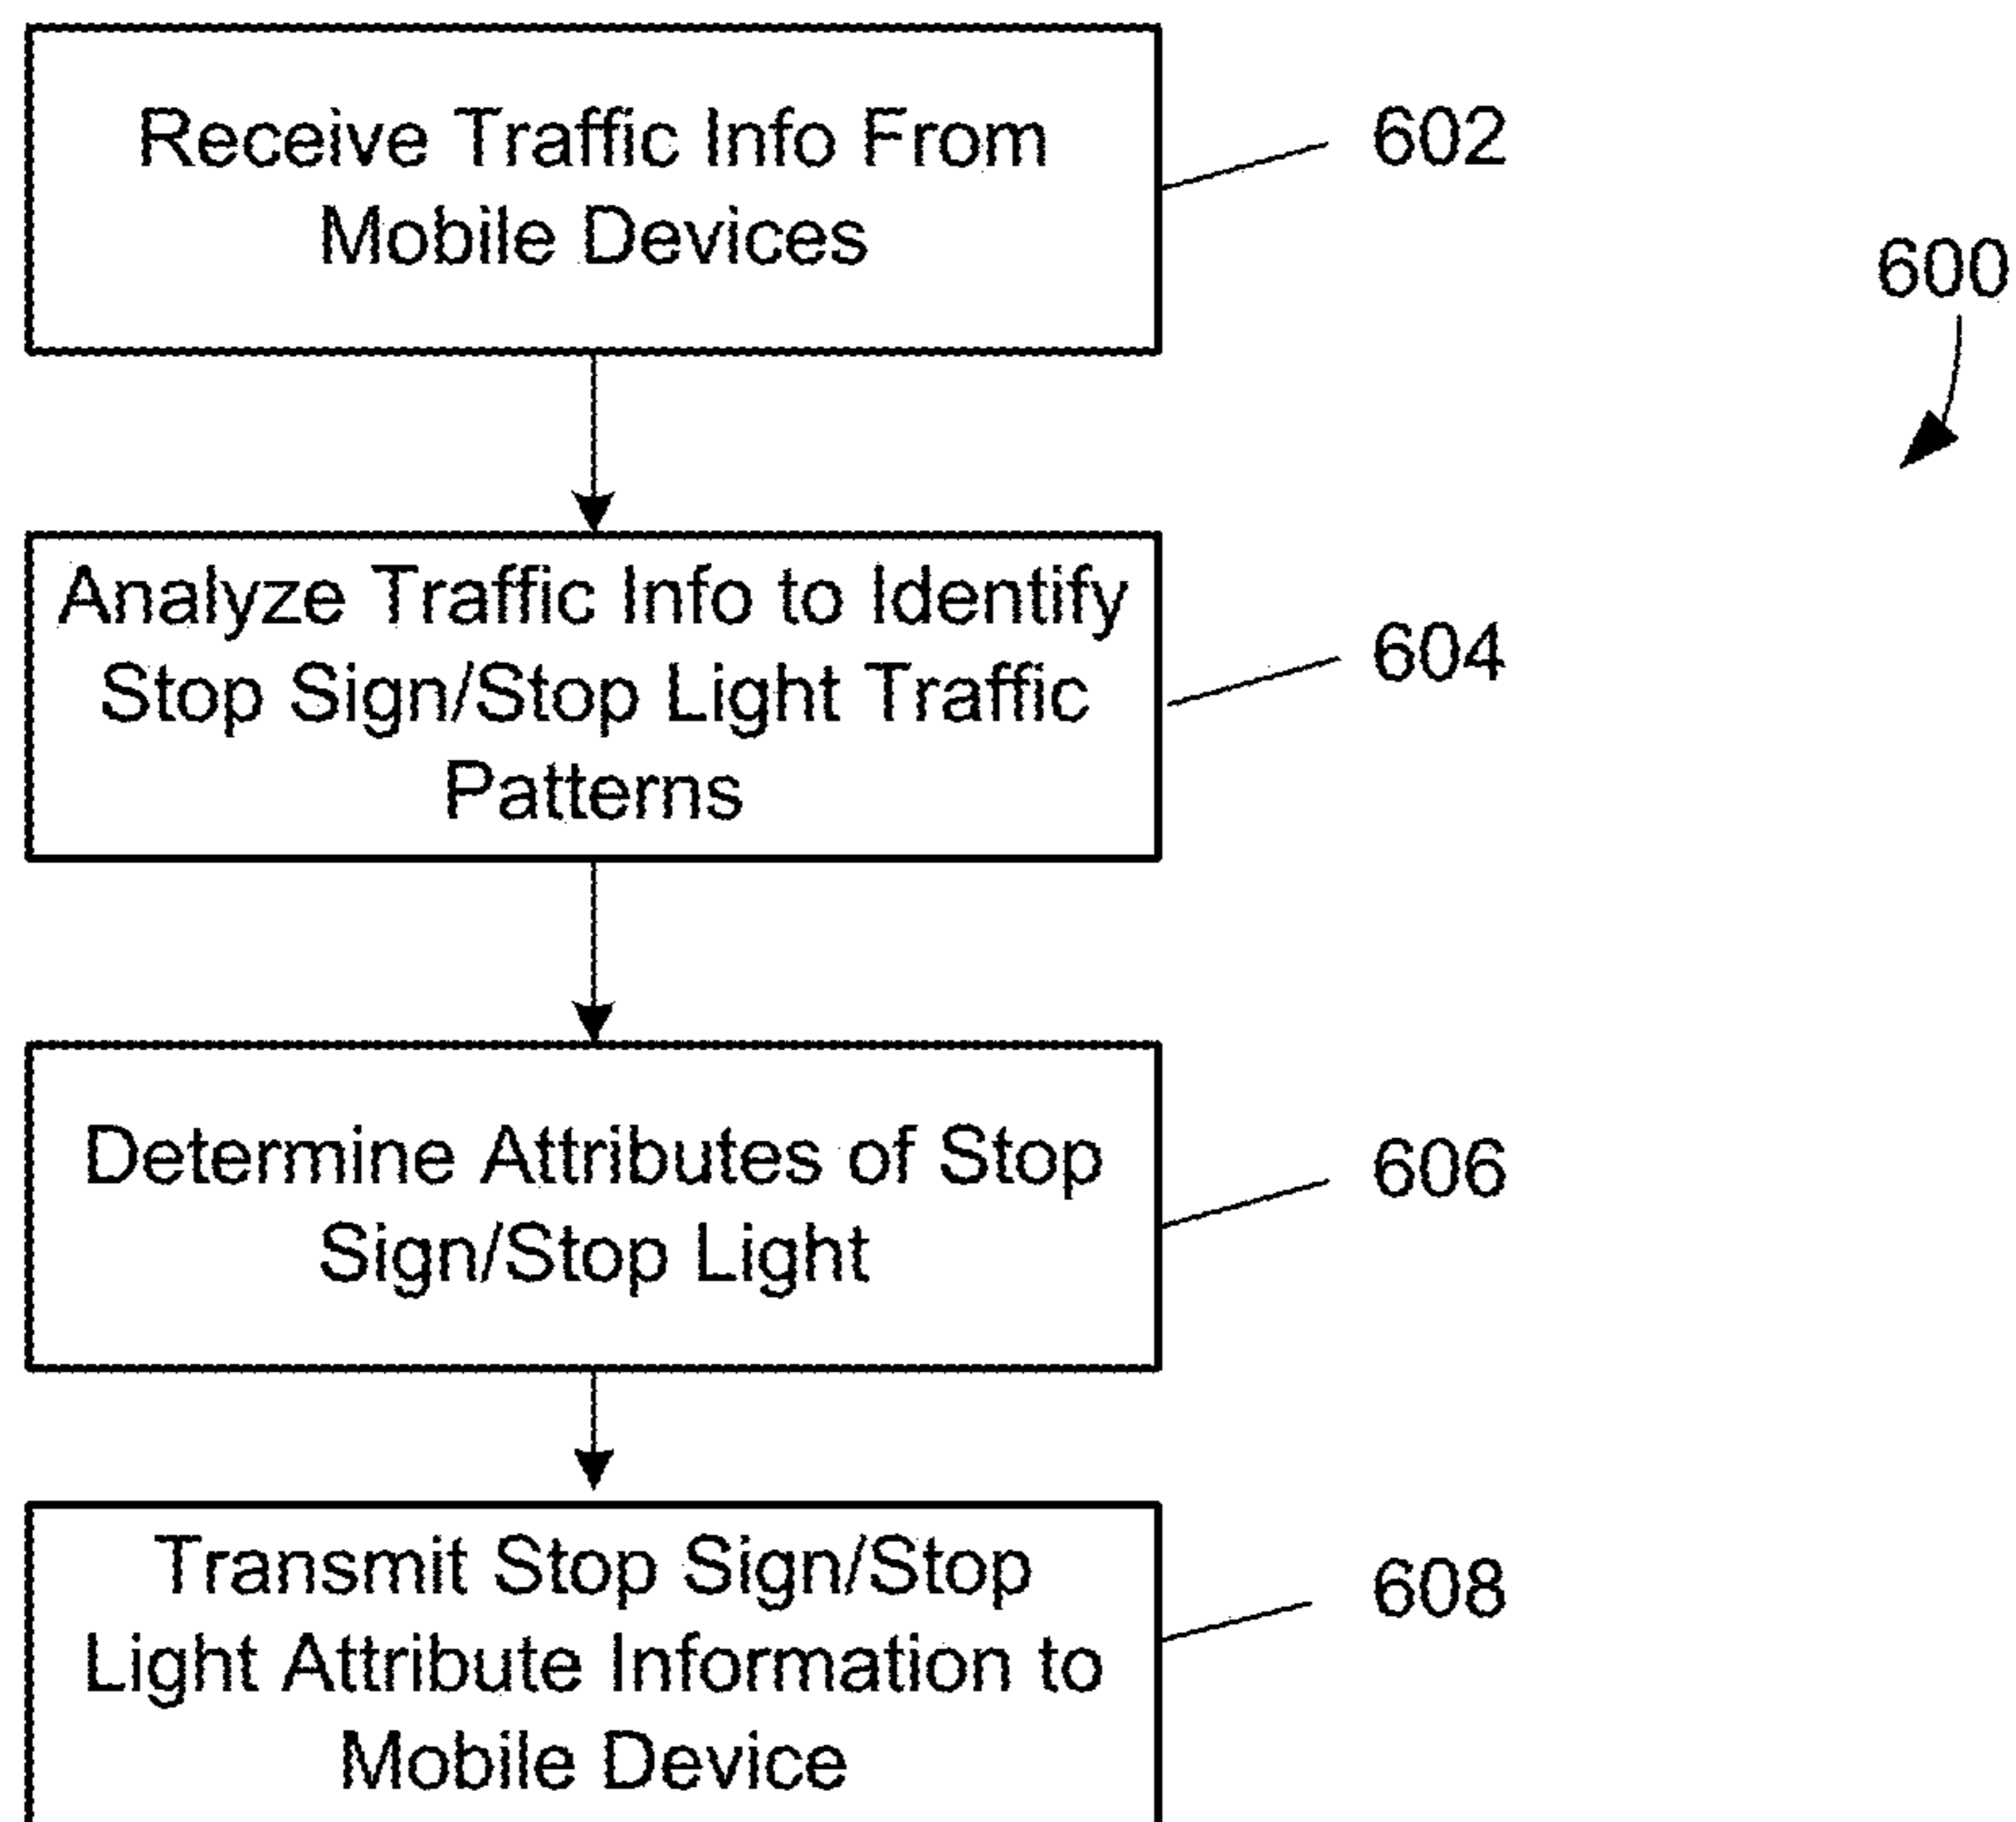 Receive Traffic Info From
Mobile Devices
602
600
Analyze Traffic Info to Identify
Stop Sign/Stop Light Traffic
Patterns
604
Determine Attributes of Stop
Sign/Stop Light
606
Transmit Stop Sign/Stop
Light Attribute Information to
Mobile Device
608